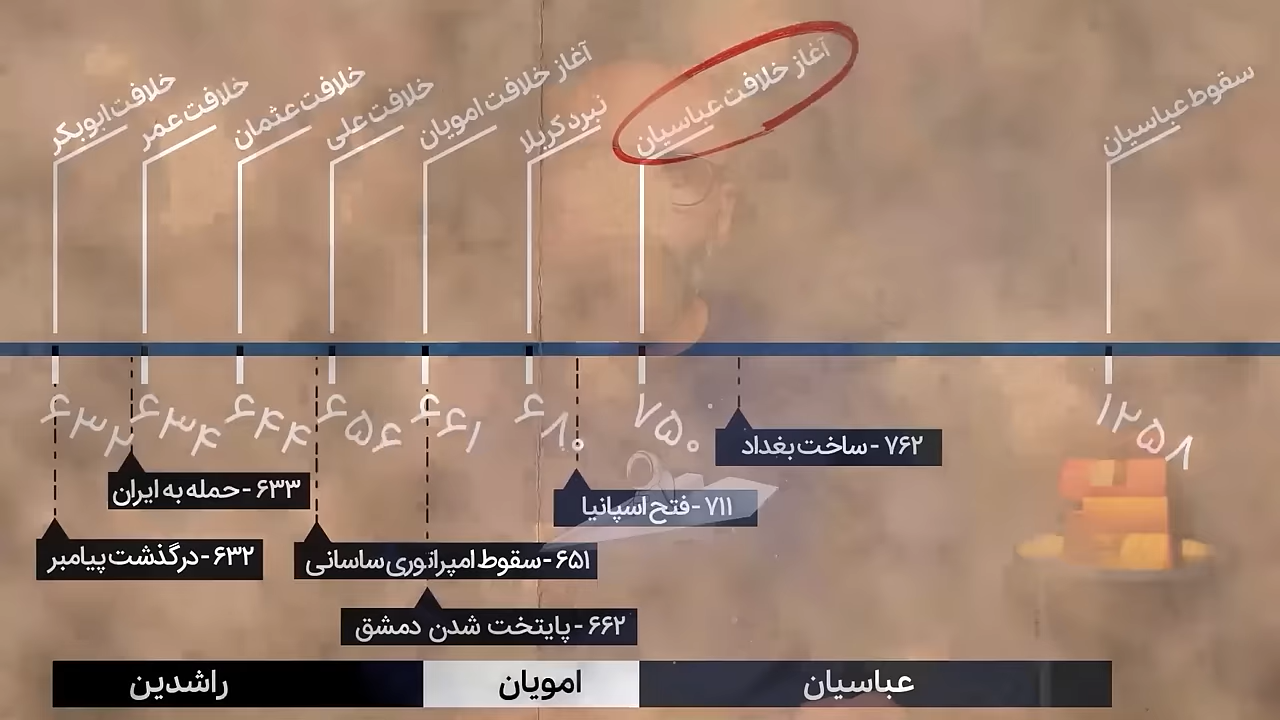 خلافت ابوبکر
خلافت عمر
خلافت عثمان
خلافت علی
آغاز خلافت امویان
نبرد کربلا
آغاز خلافت عباسیان
سقوط عباسیان
۶۳۲
۶۳۴
۶۴۴
۶۵۶
۶۶۱
۶۸۰
۷۵۰
۱۲۵۸
۷۶۲ - ساخت بغداد
۶۳۳ - حمله به ایران
۷۱۱ - فتح اسپانیا
۶۳۲ - درگذشت پیامبر
۶۵۱ - سقوط امپراتوری ساسانی
۶۶۲ - پایتخت شدن دمشق
راشدین
امویان
عباسیان